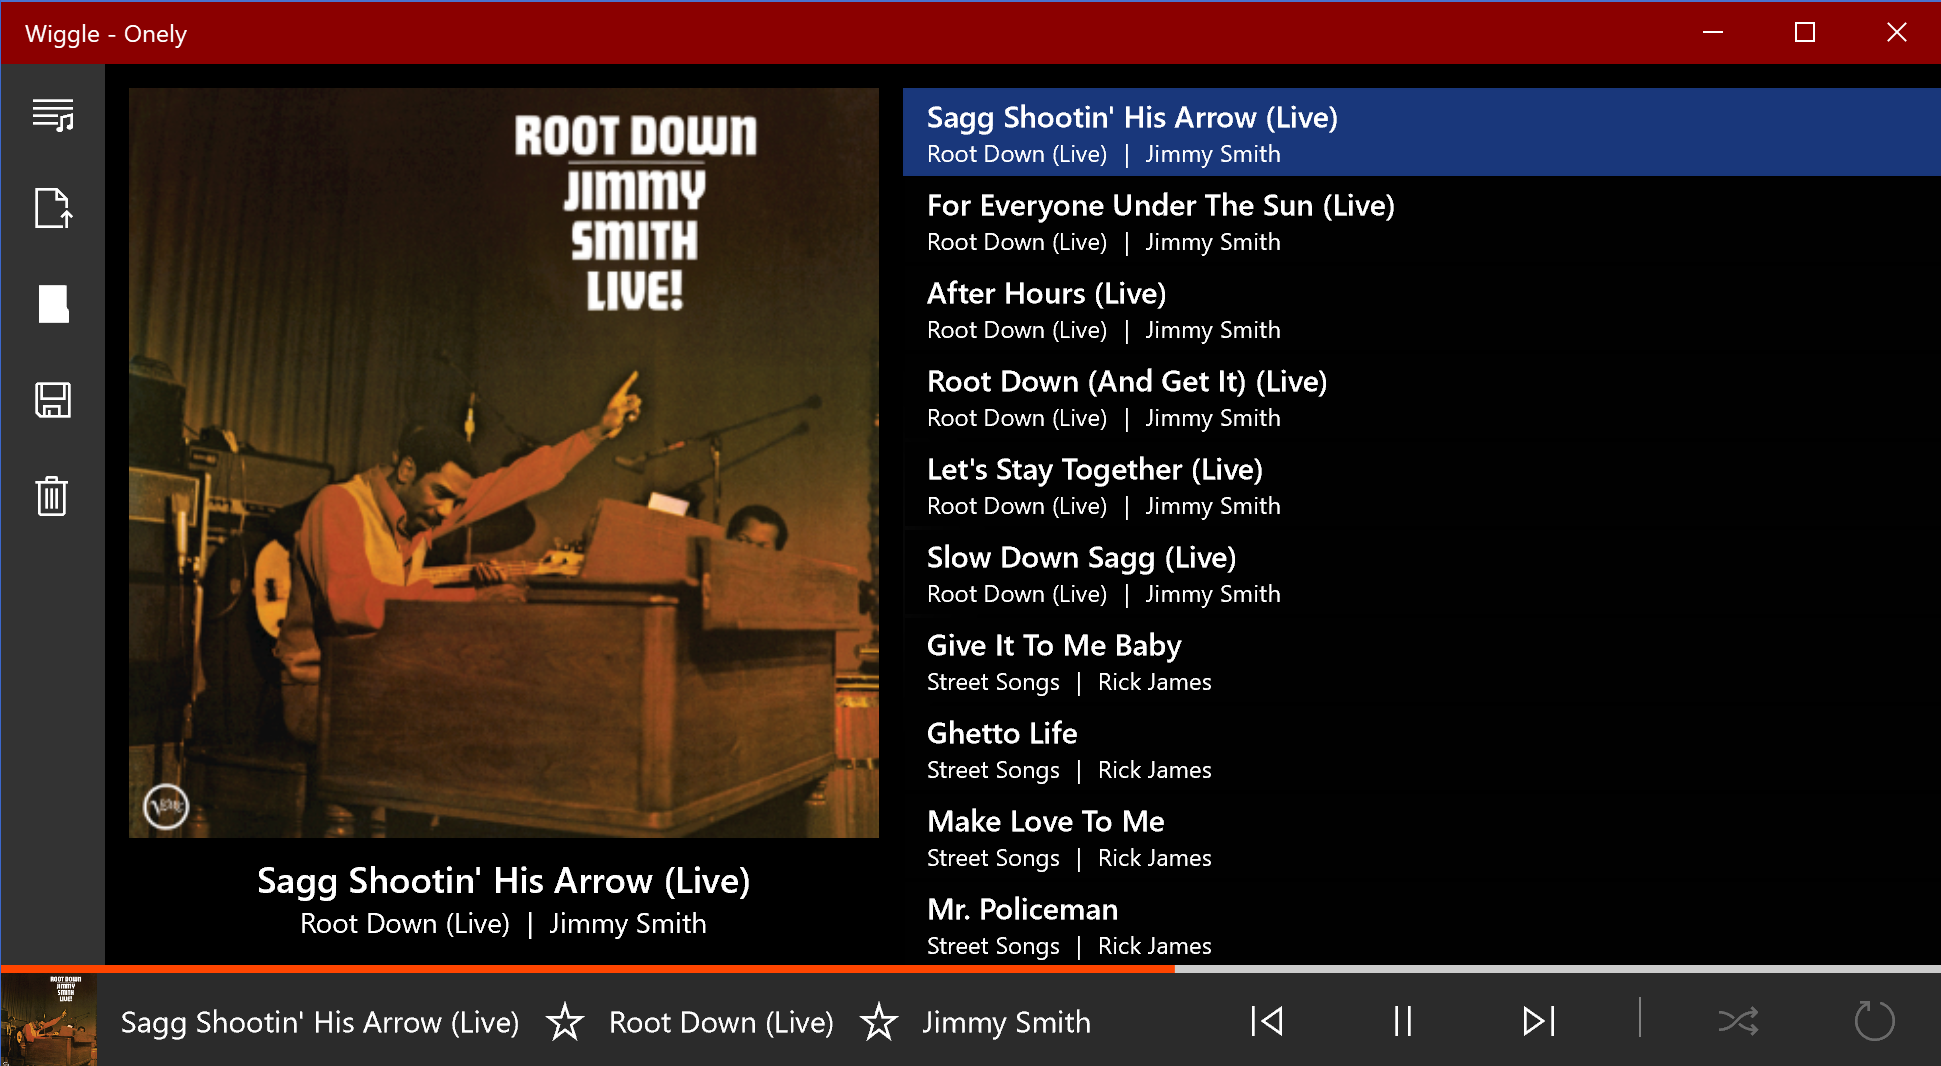 Wiggle - Onely
ROOT DOWN
JIMMY
SMITH
LIVE!
Verve
Sagg Shootin' His Arrow (Live)
Root Down (Live) | Jimmy Smith
Sagg Shootin' His Arrow (Live)
Root Down (Live) | Jimmy Smith
For Everyone Under The Sun (Live)
Root Down (Live) | Jimmy Smith
After Hours (Live)
Root Down (Live) | Jimmy Smith
Root Down (And Get It) (Live)
Root Down (Live) | Jimmy Smith
Let's Stay Together (Live)
Root Down (Live) | Jimmy Smith
Slow Down Sagg (Live)
Root Down (Live) | Jimmy Smith
Give It To Me Baby
Street Songs | Rick James
Ghetto Life
Street Songs | Rick James
Make Love To Me
Street Songs | Rick James
Mr. Policeman
Street Songs | Rick James
ROOT DOWN
JIMMY
SMITH
LIVE!
Sagg Shootin' His Arrow (Live) Root Down (Live) Jimmy Smith